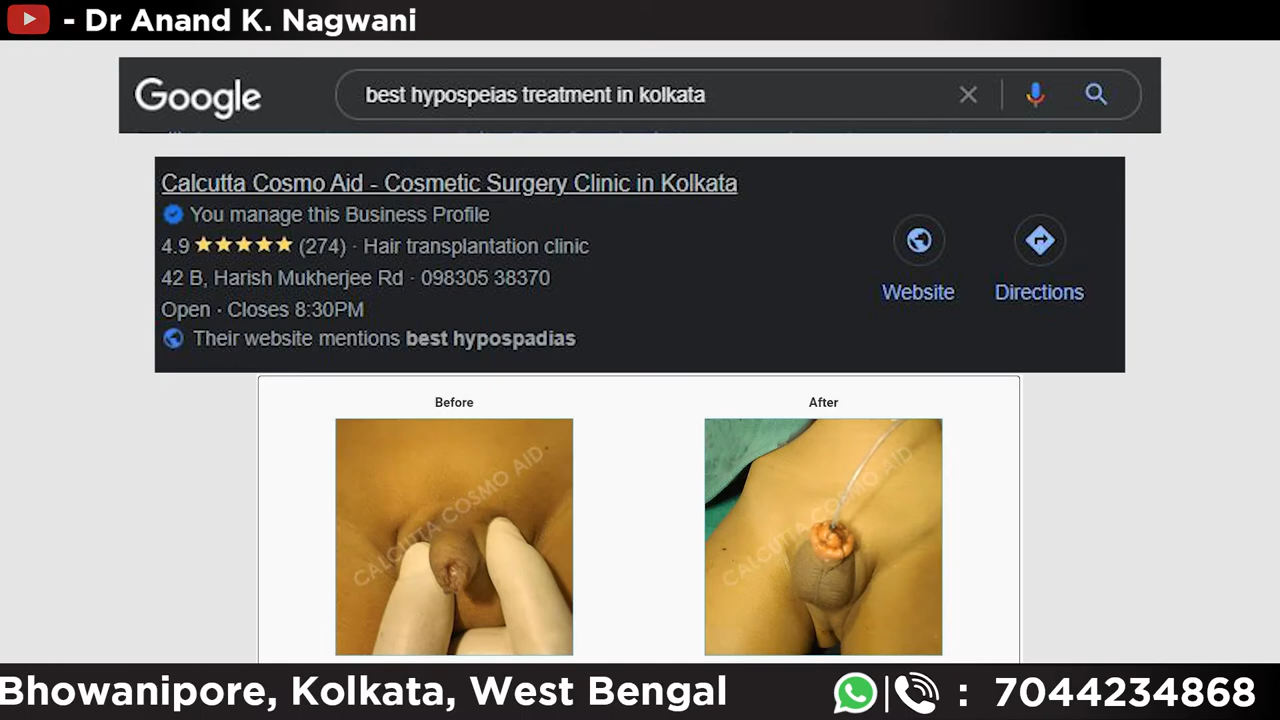 - Dr Anand K. Nagwani
Google
best hypospeias treatment in kolkata
Calcutta Cosmo Aid - Cosmetic Surgery Clinic in Kolkata
You manage this Business Profile
4.9 ★★★★★ (274) · Hair transplantation clinic
42 B, Harish Mukherjee Rd · 098305 38370
Open · Closes 8:30PM
Their website mentions best hypospadias
Website
Directions
Before
After
CALCUTTA COSMO AID
CALCUTTA COSMO AID
Bhowanipore, Kolkata, West Bengal
: 7044234868